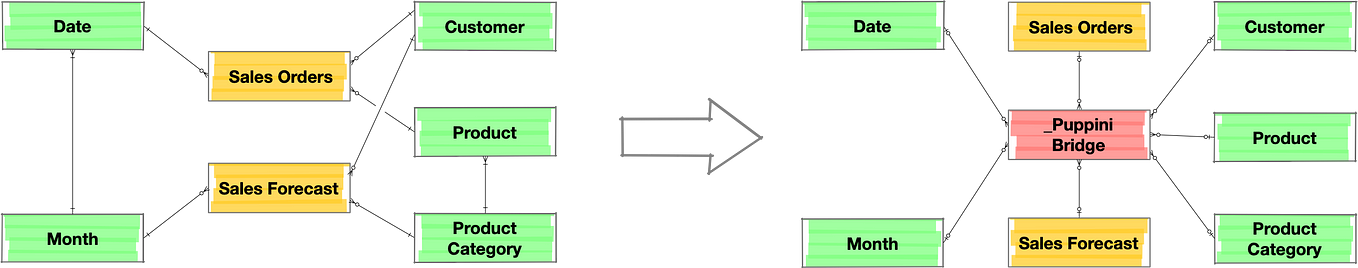 Date
Customer
Sales Orders
Product
Sales Forecast
Month
Product
Category
Date
Sales Orders
Customer
_Puppini
Bridge
Product
Month
Sales Forecast
Product
Category